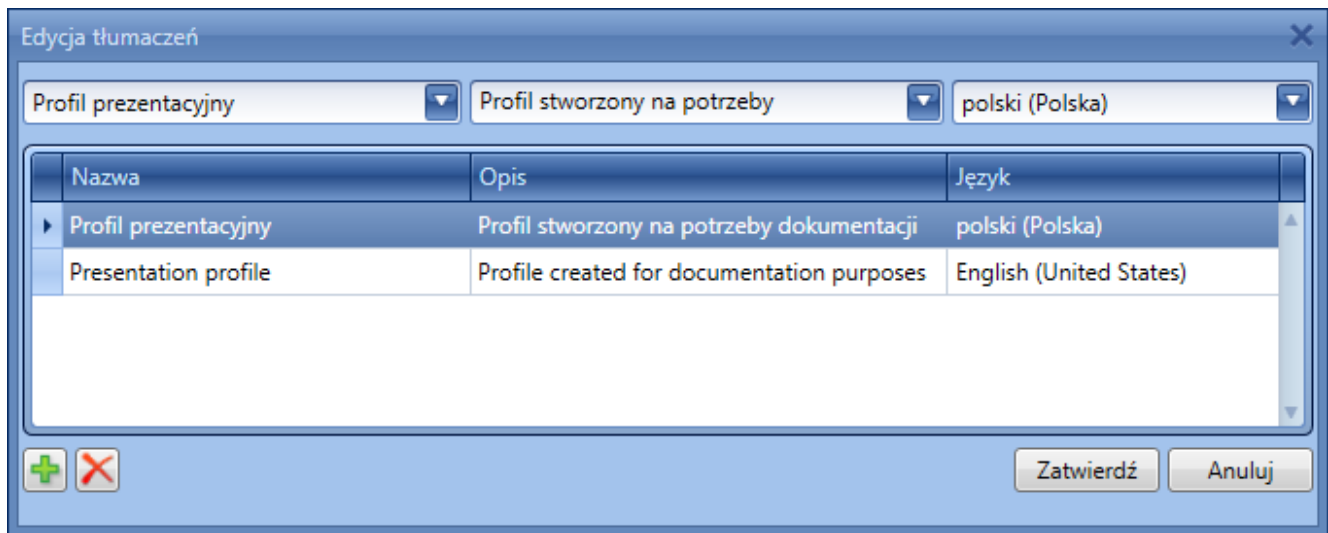 Edycja tłumaczeń
Profil prezentacyjny Profil stworzony na potrzeby polski (Polska)
Nazwa Opis Język
Profil prezentacyjny Profil stworzony na potrzeby dokumentacji polski (Polska)
Presentation profile Profile created for documentation purposes English (United States)
Zatwierdź Anuluj